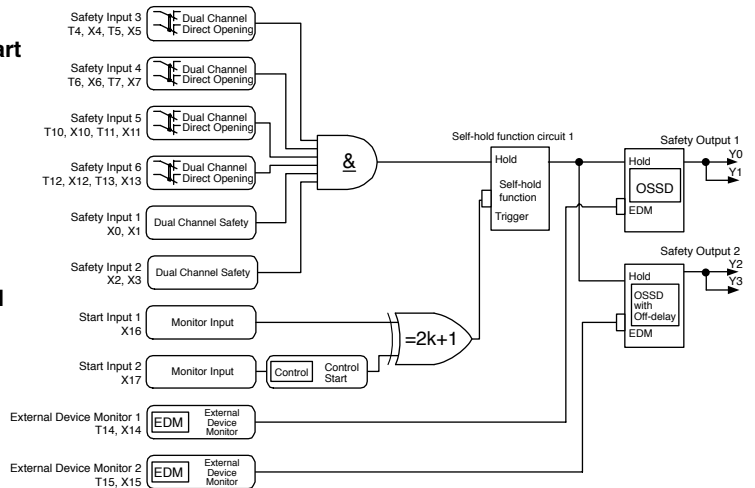 Safety Input 3
T4, X4, T5, X5
Dual Channel
Direct Opening
art
Safety Input 4
T6, X6, T7, X7
Dual Channel
Direct Opening
Safety Input 5
T10, X10, T11, X11
Dual Channel
Direct Opening
Safety Input 6
T12, X12, T13, X13
Dual Channel
Direct Opening
Safety Input 1
X0, X1
Dual Channel Safety
Safety Input 2
X2, X3
Dual Channel Safety
l
Start Input 1
X16
Monitor Input
Start Input 2
X17
Monitor Input
Control
Control
Start
External Device Monitor 1
T14, X14
EDM
External
Device
Monitor
External Device Monitor 2
T15, X15
EDM
External
Device
Monitor
&
=2k+1
Self-hold function circuit 1
Hold
Self-hold
function
Trigger
Safety Output 1
Hold
OSSD
EDM
Y0
Y1
Safety Output 2
Hold
OSSD
with
Off-delay
EDM
Y2
Y3